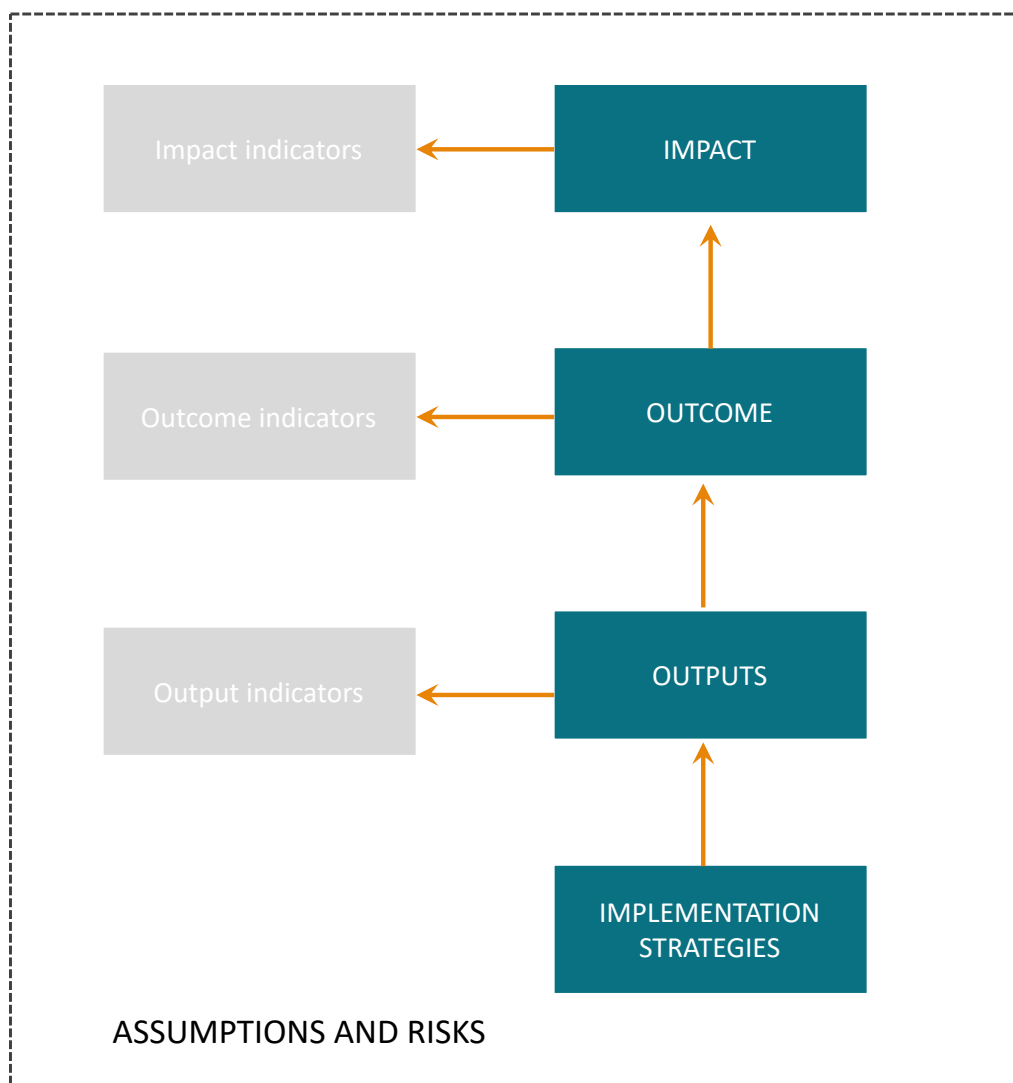 Impact indicators
IMPACT
Outcome indicators
OUTCOME
Output indicators
OUTPUTS
IMPLEMENTATION
STRATEGIES
ASSUMPTIONS AND RISKS